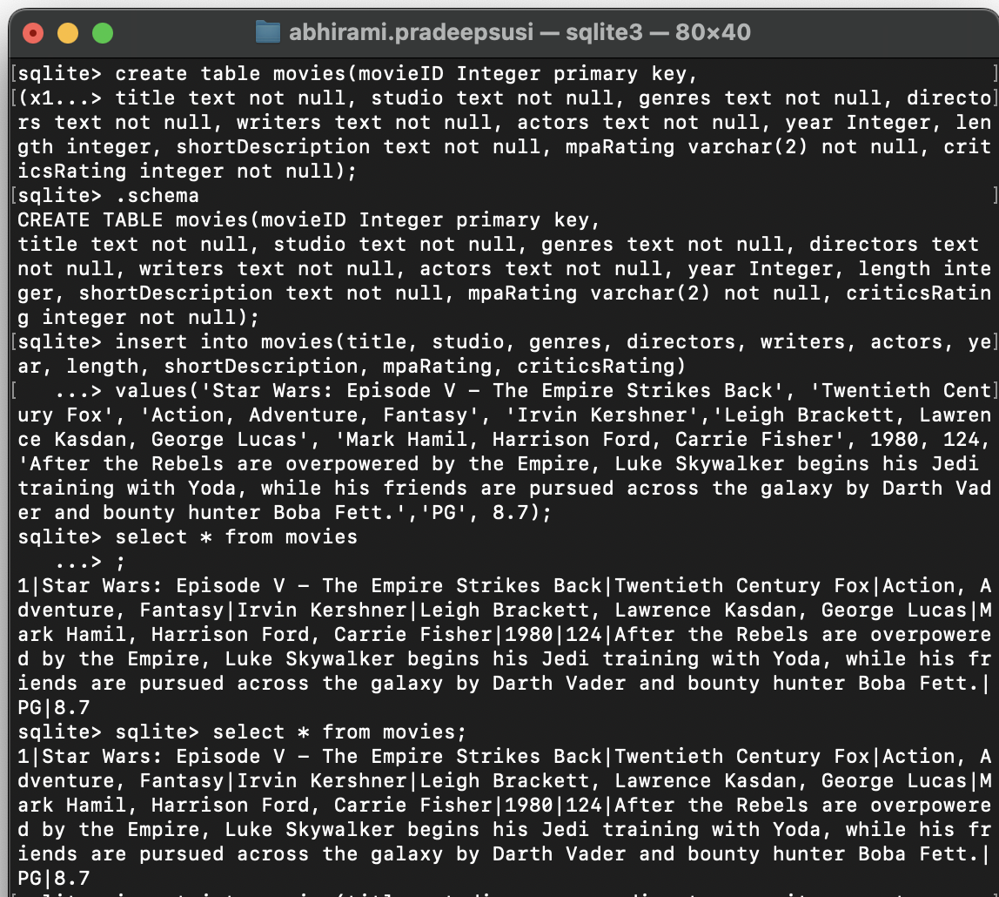 abhirami.pradeepsusi — sqlite3 — 80×40
[sqlite> create table movies(movieID Integer primary key, ]
[(x1...> title text not null, studio text not null, genres text not null, directo]
rs text not null, writers text not null, actors text not null, year Integer, len
gth integer, shortDescription text not null, mpaRating varchar(2) not null, crit
icsRating integer not null);
[sqlite> .schema ]
CREATE TABLE movies(movieID Integer primary key,
title text not null, studio text not null, genres text not null, directors text
not null, writers text not null, actors text not null, year Integer, length inte
ger, shortDescription text not null, mpaRating varchar(2) not null, criticsRatin
g integer not null);
[sqlite> insert into movies(title, studio, genres, directors, writers, actors, ye]
ar, length, shortDescription, mpaRating, criticsRating)
[   ...> values('Star Wars: Episode V – The Empire Strikes Back', 'Twentieth Cent]
ury Fox', 'Action, Adventure, Fantasy', 'Irvin Kershner','Leigh Brackett, Lawren
ce Kasdan, George Lucas', 'Mark Hamil, Harrison Ford, Carrie Fisher', 1980, 124,
'After the Rebels are overpowered by the Empire, Luke Skywalker begins his Jedi
training with Yoda, while his friends are pursued across the galaxy by Darth Vad
er and bounty hunter Boba Fett.','PG', 8.7);
sqlite> select * from movies
   ...> ;
1|Star Wars: Episode V – The Empire Strikes Back|Twentieth Century Fox|Action, A
dventure, Fantasy|Irvin Kershner|Leigh Brackett, Lawrence Kasdan, George Lucas|M
ark Hamil, Harrison Ford, Carrie Fisher|1980|124|After the Rebels are overpowere
d by the Empire, Luke Skywalker begins his Jedi training with Yoda, while his fr
iends are pursued across the galaxy by Darth Vader and bounty hunter Boba Fett.|
PG|8.7
sqlite> sqlite> select * from movies;
1|Star Wars: Episode V – The Empire Strikes Back|Twentieth Century Fox|Action, A
dventure, Fantasy|Irvin Kershner|Leigh Brackett, Lawrence Kasdan, George Lucas|M
ark Hamil, Harrison Ford, Carrie Fisher|1980|124|After the Rebels are overpowere
d by the Empire, Luke Skywalker begins his Jedi training with Yoda, while his fr
iends are pursued across the galaxy by Darth Vader and bounty hunter Boba Fett.|
PG|8.7